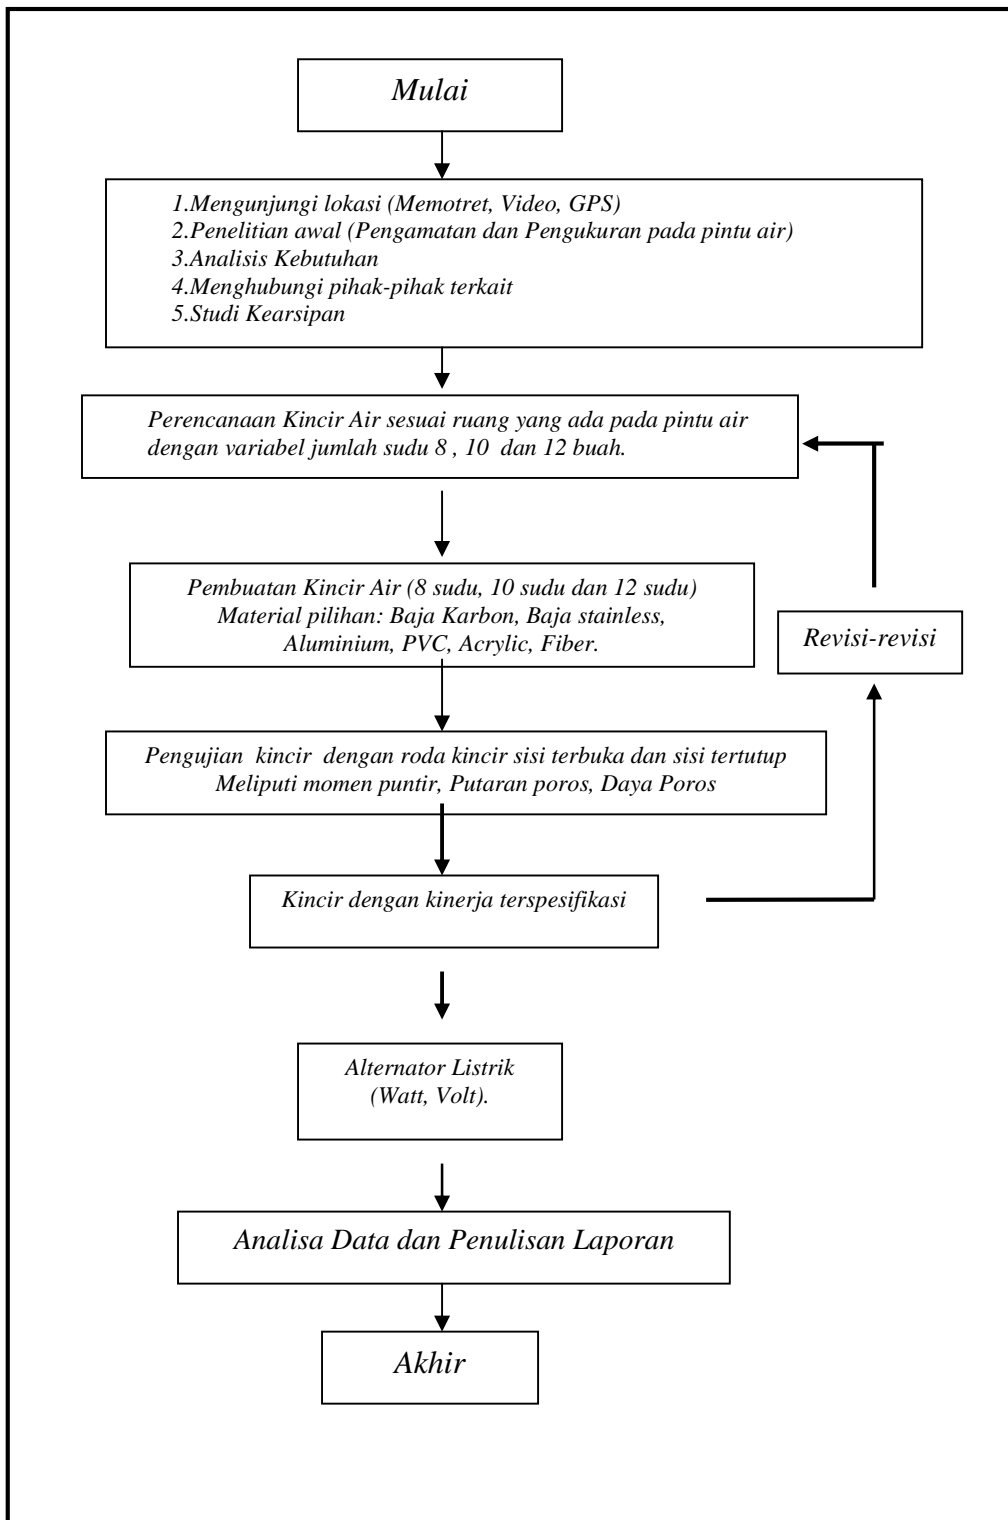 Mulai
1.Mengunjungi lokasi (Memotret, Video, GPS)
2.Penelitian awal (Pengamatan dan Pengukuran pada pintu air)
3.Analisis Kebutuhan
4.Menghubungi pihak-pihak terkait
5.Studi Kearsipan
Perencanaan Kincir Air sesuai ruang yang ada pada pintu air
dengan variabel jumlah sudu 8 , 10  dan 12 buah.
Pembuatan Kincir Air (8 sudu, 10 sudu dan 12 sudu)
Material pilihan: Baja Karbon, Baja stainless,
Aluminium, PVC, Acrylic, Fiber.
Revisi-revisi
Pengujian  kincir  dengan roda kincir sisi terbuka dan sisi tertutup
Meliputi momen puntir, Putaran poros, Daya Poros
Kincir dengan kinerja terspesifikasi
Alternator Listrik
(Watt, Volt).
Analisa Data dan Penulisan Laporan
Akhir